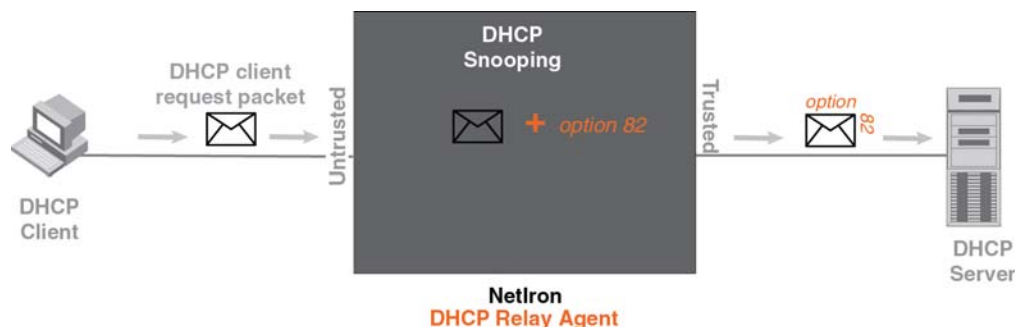 DHCP
Snooping
DHCP client
request packet
Untrusted
+ option 82
Trusted
option
82
DHCP
Client
DHCP
Server
NetIron
DHCP Relay Agent